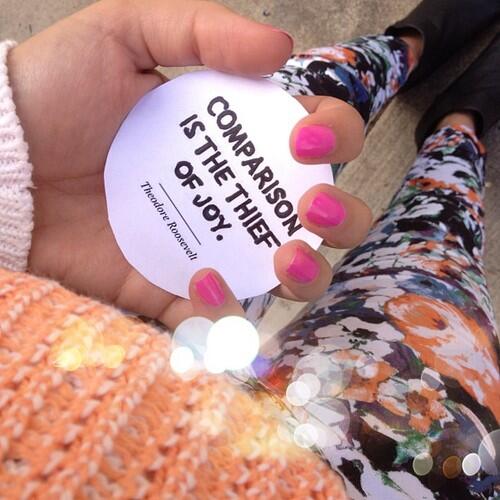 COMPARISON
IS THE THIEF
OF JOY.
Theodore Roosevelt